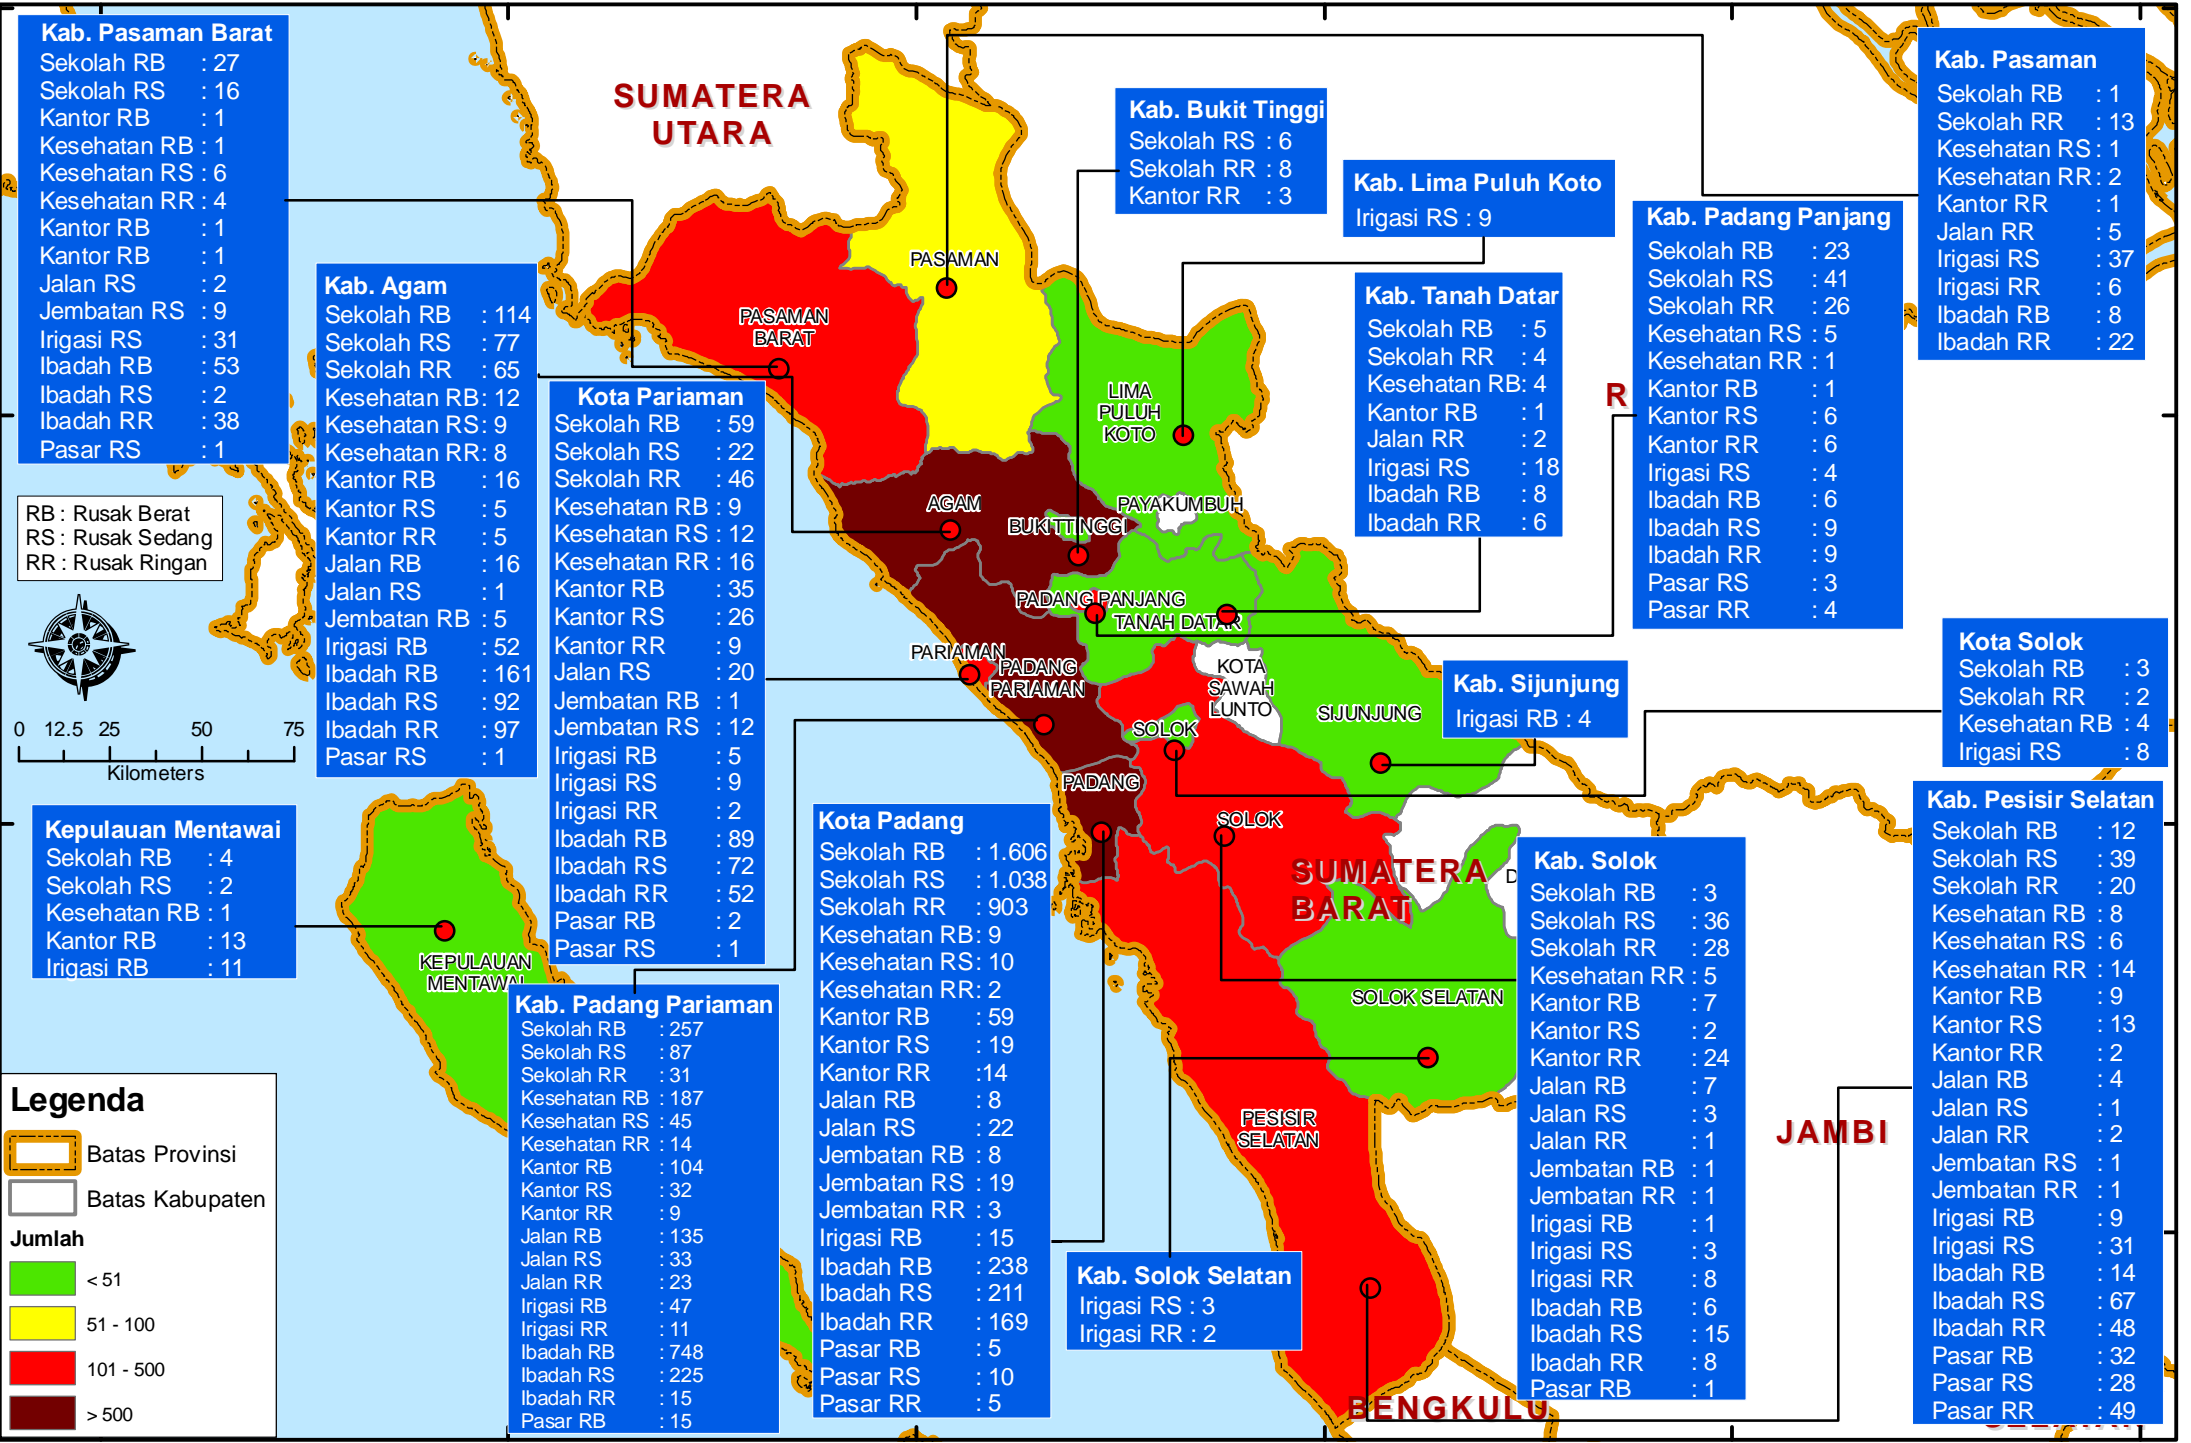 Kab. Pasaman Barat
Sekolah RB : 27
Sekolah RS : 16
Kantor RB : 1
Kesehatan RB : 1
Kesehatan RS : 6
Kesehatan RR : 4
Kantor RB : 1
Kantor RB : 1
Jalan RS : 2
Jembatan RS : 9
Irigasi RS : 31
Ibadah RB : 53
Ibadah RS : 2
Ibadah RR : 38
Pasar RS : 1
RB : Rusak Berat
RS : Rusak Sedang
RR : Rusak Ringan
0 12.5 25 50 75
Kilometers
Kab. Agam
Sekolah RB : 114
Sekolah RS : 77
Sekolah RR : 65
Kesehatan RB: 12
Kesehatan RS: 9
Kesehatan RR: 8
Kantor RB : 16
Kantor RS : 5
Kantor RR : 5
Jalan RB : 16
Jalan RS : 1
Jembatan RB : 5
Irigasi RB : 52
Ibadah RB : 161
Ibadah RS : 92
Ibadah RR : 97
Pasar RS : 1
Kota Pariaman
Sekolah RB : 59
Sekolah RS : 22
Sekolah RR : 46
Kesehatan RB : 9
Kesehatan RS : 12
Kesehatan RR : 16
Kantor RB : 35
Kantor RS : 26
Kantor RR : 9
Jalan RS : 20
Jembatan RB : 1
Jembatan RS : 12
Irigasi RB : 5
Irigasi RS : 9
Irigasi RR : 2
Ibadah RB : 89
Ibadah RS : 72
Ibadah RR : 52
Pasar RB : 2
Pasar RS : 1
Kab. Bukit Tinggi
Sekolah RS : 6
Sekolah RR : 8
Kantor RR : 3
Kab. Lima Puluh Koto
Irigasi RS : 9
Kab. Tanah Datar
Sekolah RB : 5
Sekolah RR : 4
Kesehatan RB: 4
Kantor RB : 1
Jalan RR : 2
Irigasi RS : 18
Ibadah RB : 8
Ibadah RR : 6
Kab. Padang Panjang
Sekolah RB : 23
Sekolah RS : 41
Sekolah RR : 26
Kesehatan RS : 5
Kesehatan RR : 1
Kantor RB : 1
Kantor RS : 6
Kantor RR : 6
Irigasi RS : 4
Ibadah RB : 6
Ibadah RS : 9
Ibadah RR : 9
Pasar RS : 3
Pasar RR : 4
Kab. Pasaman
Sekolah RB : 1
Sekolah RR : 13
Kesehatan RS : 1
Kesehatan RR : 2
Kantor RR : 1
Jalan RR : 5
Irigasi RS : 37
Irigasi RR : 6
Ibadah RB : 8
Ibadah RR : 22
Kota Solok
Sekolah RB : 3
Sekolah RR : 2
Kesehatan RB : 4
Irigasi RS : 8
Kab. Sijunjung
Irigasi RB : 4
Kepulauan Mentawai
Sekolah RB : 4
Sekolah RS : 2
Kesehatan RB : 1
Kantor RB : 13
Irigasi RB : 11
Kab. Padang Pariaman
Sekolah RB : 257
Sekolah RS : 87
Sekolah RR : 31
Kesehatan RB : 187
Kesehatan RS : 45
Kesehatan RR : 14
Kantor RB : 104
Kantor RS : 32
Kantor RR : 9
Jalan RB : 135
Jalan RS : 33
Jalan RR : 23
Irigasi RB : 47
Irigasi RR : 11
Ibadah RB : 748
Ibadah RS : 225
Ibadah RR : 15
Pasar RB : 15
Kota Padang
Sekolah RB : 1.606
Sekolah RS : 1.038
Sekolah RR : 903
Kesehatan RB: 9
Kesehatan RS: 10
Kesehatan RR: 2
Kantor RB : 59
Kantor RS : 19
Kantor RR :14
Jalan RB : 8
Jalan RS : 22
Jembatan RB : 8
Jembatan RS : 19
Jembatan RR : 3
Irigasi RB : 15
Ibadah RB : 238
Ibadah RS : 211
Ibadah RR : 169
Pasar RB : 5
Pasar RS : 10
Pasar RR : 5
Kab. Solok Selatan
Irigasi RS : 3
Irigasi RR : 2
Kab. Solok
Sekolah RB : 3
Sekolah RS : 36
Sekolah RR : 28
Kesehatan RR : 5
Kantor RB : 7
Kantor RS : 2
Kantor RR : 24
Jalan RB : 7
Jalan RS : 3
Jalan RR : 1
Jembatan RB : 1
Jembatan RR : 1
Irigasi RB : 1
Irigasi RS : 3
Irigasi RR : 8
Ibadah RB : 6
Ibadah RS : 15
Ibadah RR : 8
Pasar RB : 1
Kab. Pesisir Selatan
Sekolah RB : 12
Sekolah RS : 39
Sekolah RR : 20
Kesehatan RB : 8
Kesehatan RS : 6
Kesehatan RR : 14
Kantor RB : 9
Kantor RS : 13
Kantor RR : 2
Jalan RB : 4
Jalan RS : 1
Jalan RR : 2
Jembatan RS : 1
Jembatan RR : 1
Irigasi RB : 9
Irigasi RS : 31
Ibadah RB : 14
Ibadah RS : 67
Ibadah RR : 48
Pasar RB : 32
Pasar RS : 28
Pasar RR : 49
SUMATERA
UTARA
R
SUMATERA
BARAT
JAMBI
BENGKULU
PASAMAN
PASAMAN
BARAT
LIMA
PULUH
KOTO
AGAM
PAYAKUMBUH
BUKITTINGGI
PADANG PANJANG
TANAH DATAR
PARIAMAN
PADANG
PARIAMAN
KOTA
SAWAH
LUNTO
SIJUNJUNG
SOLOK
PADANG
SOLOK
D
SOLOK SELATAN
PESISIR
SELATAN
KEPULAUAN
MENTAWAI
Legenda
Batas Provinsi
Batas Kabupaten
Jumlah
< 51
51 - 100
101 - 500
> 500